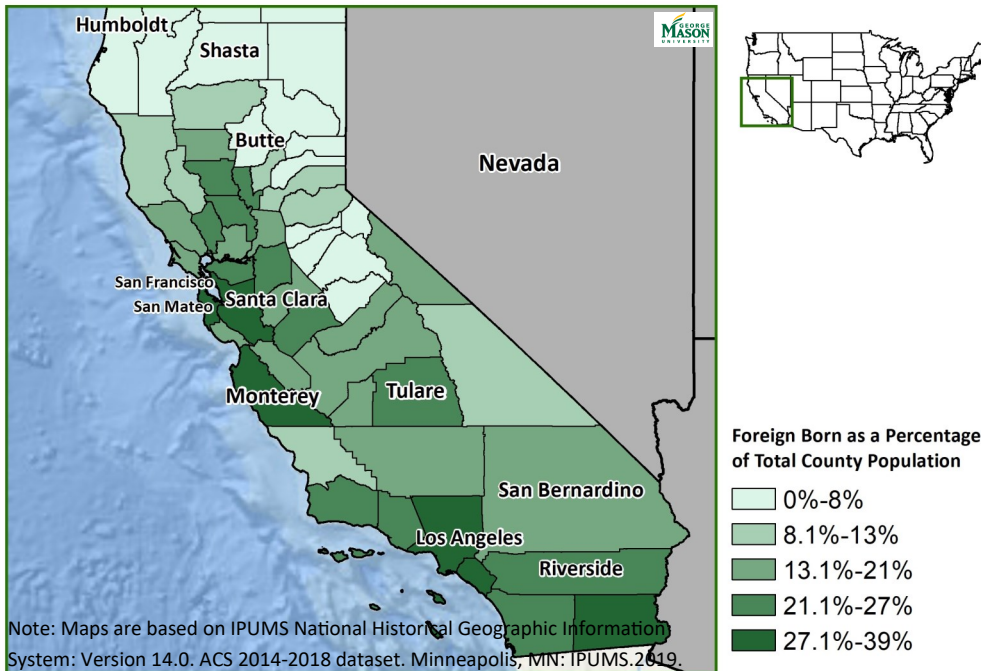 Humboldt
Shasta
GEORGE
MASON
UNIVERSITY
Butte
Nevada
San Francisco
San Mateo
Santa Clara
Monterey
Tulare
San Bernardino
Los Angeles
Riverside
Foreign Born as a Percentage
of Total County Population
0%-8%
8.1%-13%
13.1%-21%
21.1%-27%
27.1%-39%
Note: Maps are based on IPUMS National Historical Geographic Information
System: Version 14.0. ACS 2014-2018 dataset. Minneapolis, MN: IPUMS.2019.